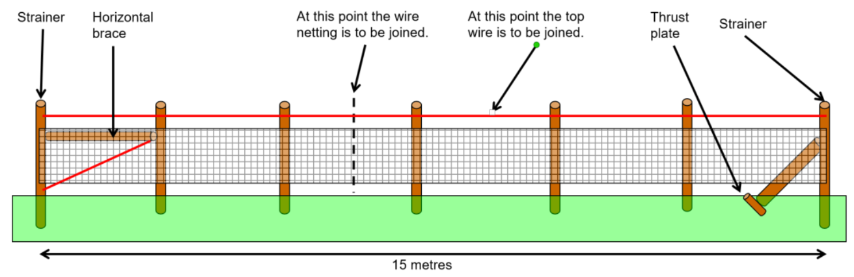 Strainer
Horizontal
brace
At this point the wire
netting is to be joined.
At this point the top
wire is to be joined.
Thrust
plate
Strainer
15 metres